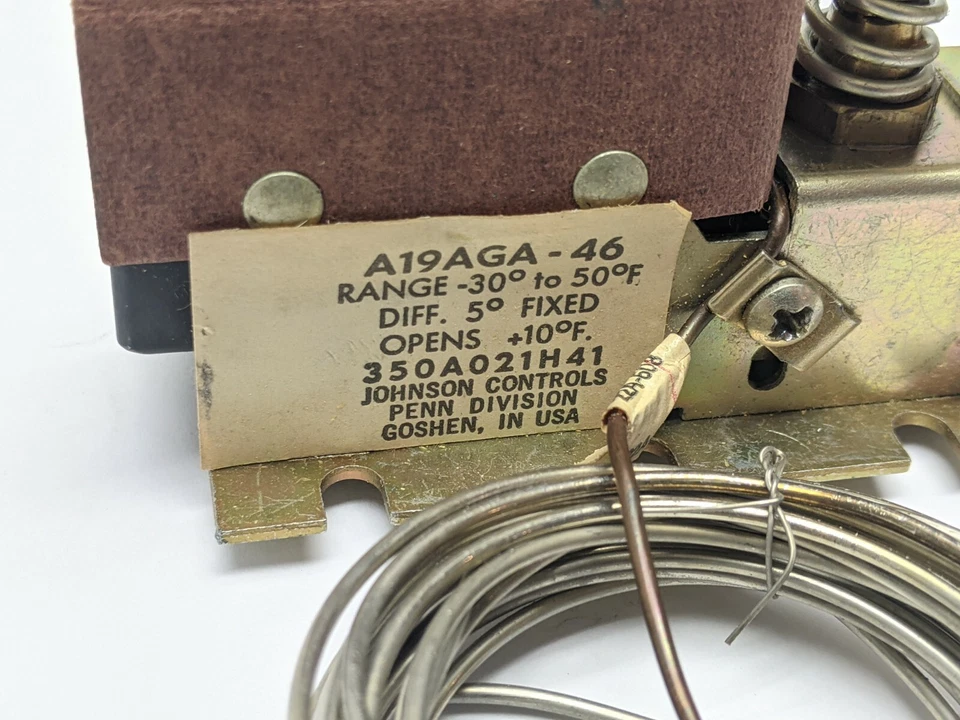 A19AGA - 46
RANGE -30° to 50°F
DIFF. 5° FIXED
OPENS +10°F.
350A021H41
JOHNSON CONTROLS
PENN DIVISION
GOSHEN, IN USA